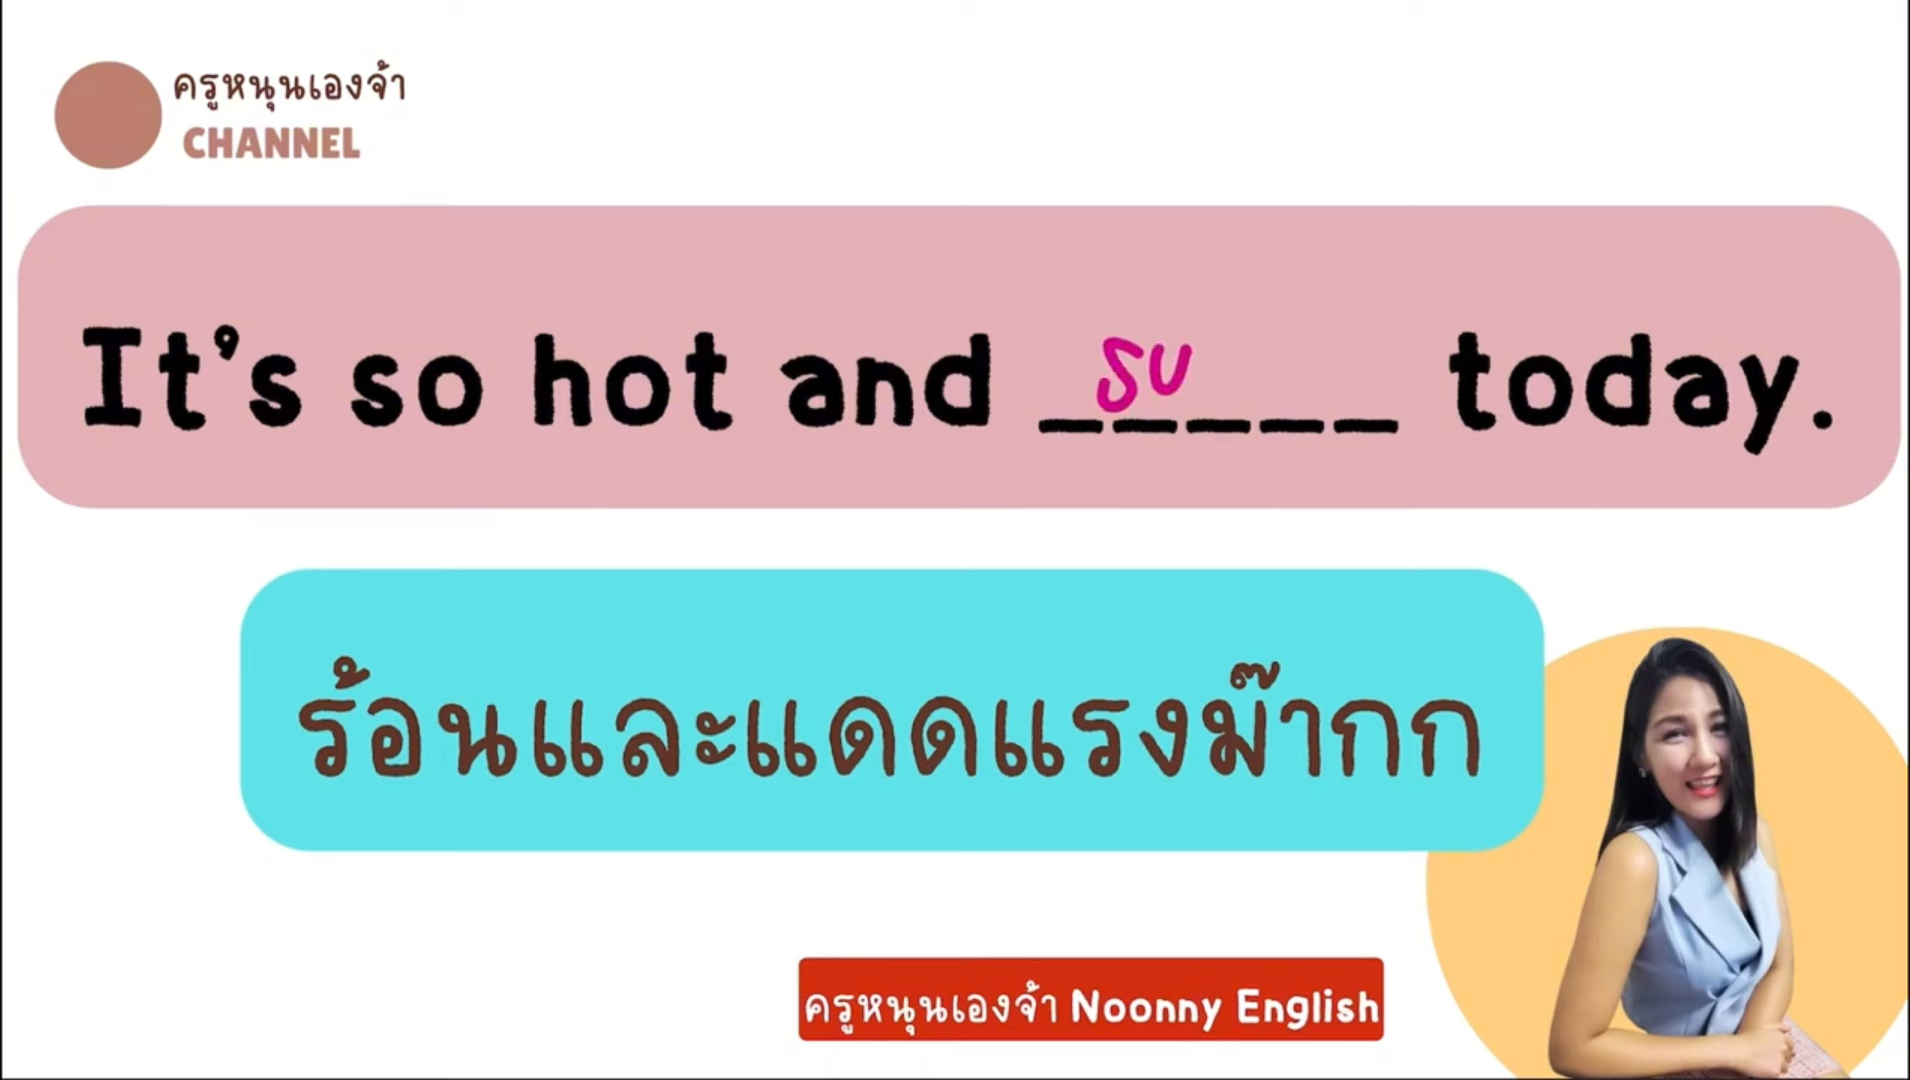 ครูหนุนเองจ้า
CHANNEL
It's so hot and su_____ today.
ร้อนและแดดแรงม๊ากก
ครูหนุนเองจ้า Noonny English